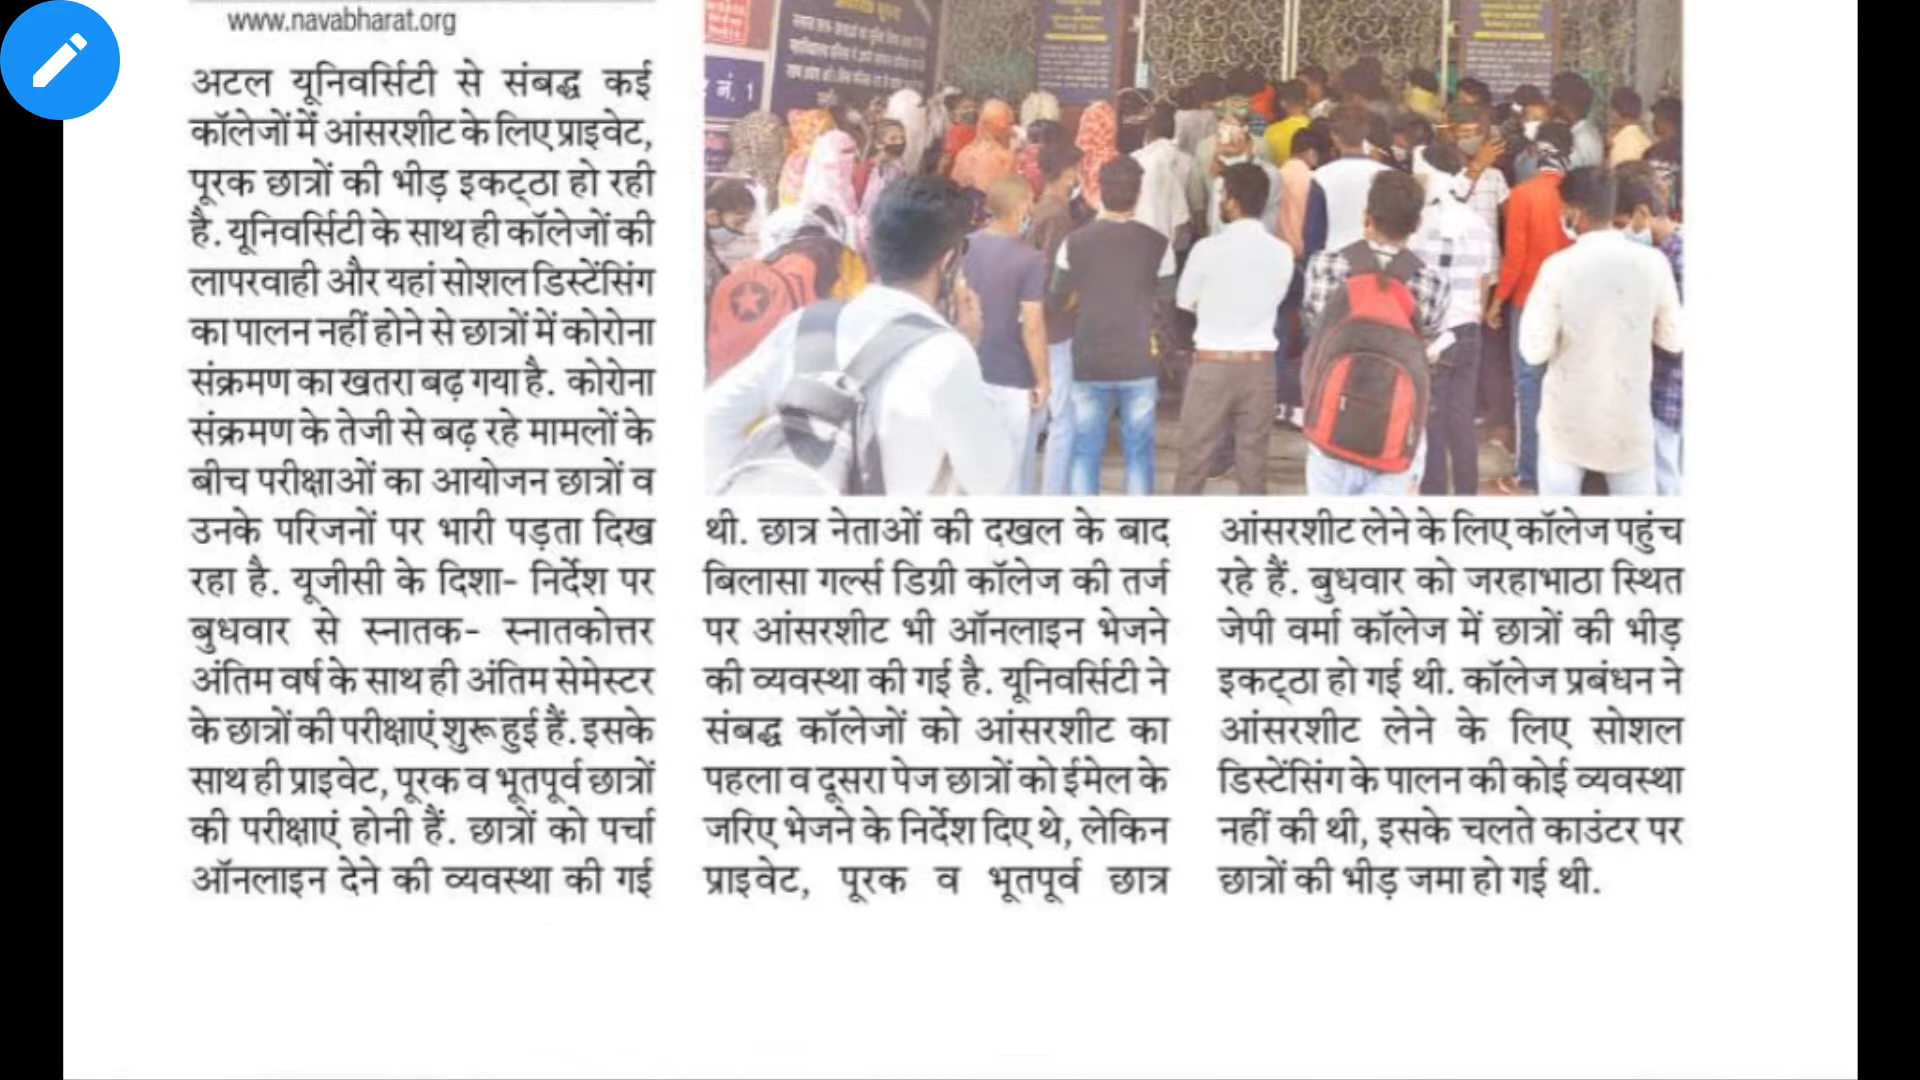 www.navabharat.org
अटल यूनिवर्सिटी से संबद्ध कई
कॉलेजों में आंसरशीट के लिए प्राइवेट,
पूरक छात्रों की भीड़ इकट्ठा हो रही
है. यूनिवर्सिटी के साथ ही कॉलेजों की
लापरवाही और यहां सोशल डिस्टेंसिंग
का पालन नहीं होने से छात्रों में कोरोना
संक्रमण का खतरा बढ़ गया है. कोरोना
संक्रमण के तेजी से बढ़ रहे मामलों के
बीच परीक्षाओं का आयोजन छात्रों व
उनके परिजनों पर भारी पड़ता दिख
रहा है. यूजीसी के दिशा- निर्देश पर
बुधवार से स्नातक- स्नातकोत्तर
अंतिम वर्ष के साथ ही अंतिम सेमेस्टर
के छात्रों की परीक्षाएं शुरू हुई हैं. इसके
साथ ही प्राइवेट, पूरक व भूतपूर्व छात्रों
की परीक्षाएं होनी हैं. छात्रों को पर्चा
ऑनलाइन देने की व्यवस्था की गई
थी. छात्र नेताओं की दखल के बाद
बिलासा गर्ल्स डिग्री कॉलेज की तर्ज
पर आंसरशीट भी ऑनलाइन भेजने
की व्यवस्था की गई है. यूनिवर्सिटी ने
संबद्ध कॉलेजों को आंसरशीट का
पहला व दूसरा पेज छात्रों को ईमेल के
जरिए भेजने के निर्देश दिए थे, लेकिन
प्राइवेट, पूरक व भूतपूर्व छात्र
आंसरशीट लेने के लिए कॉलेज पहुंच
रहे हैं. बुधवार को जरहाभाठा स्थित
जेपी वर्मा कॉलेज में छात्रों की भीड़
इकट्ठा हो गई थी. कॉलेज प्रबंधन ने
आंसरशीट लेने के लिए सोशल
डिस्टेंसिंग के पालन की कोई व्यवस्था
नहीं की थी, इसके चलते काउंटर पर
छात्रों की भीड़ जमा हो गई थी.
नं. 1